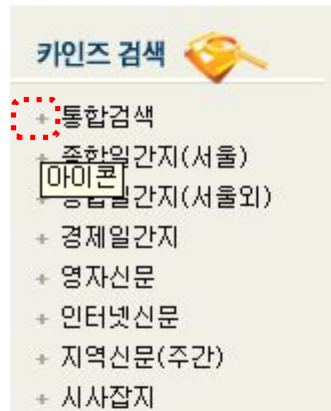 카인즈 검색
+ 통합검색
+ 종합일간지(서울)
아이콘
+ 종합일간지(서울외)
+ 경제일간지
+ 영자신문
+ 인터넷신문
+ 지역신문(주간)
+ 시사잡지